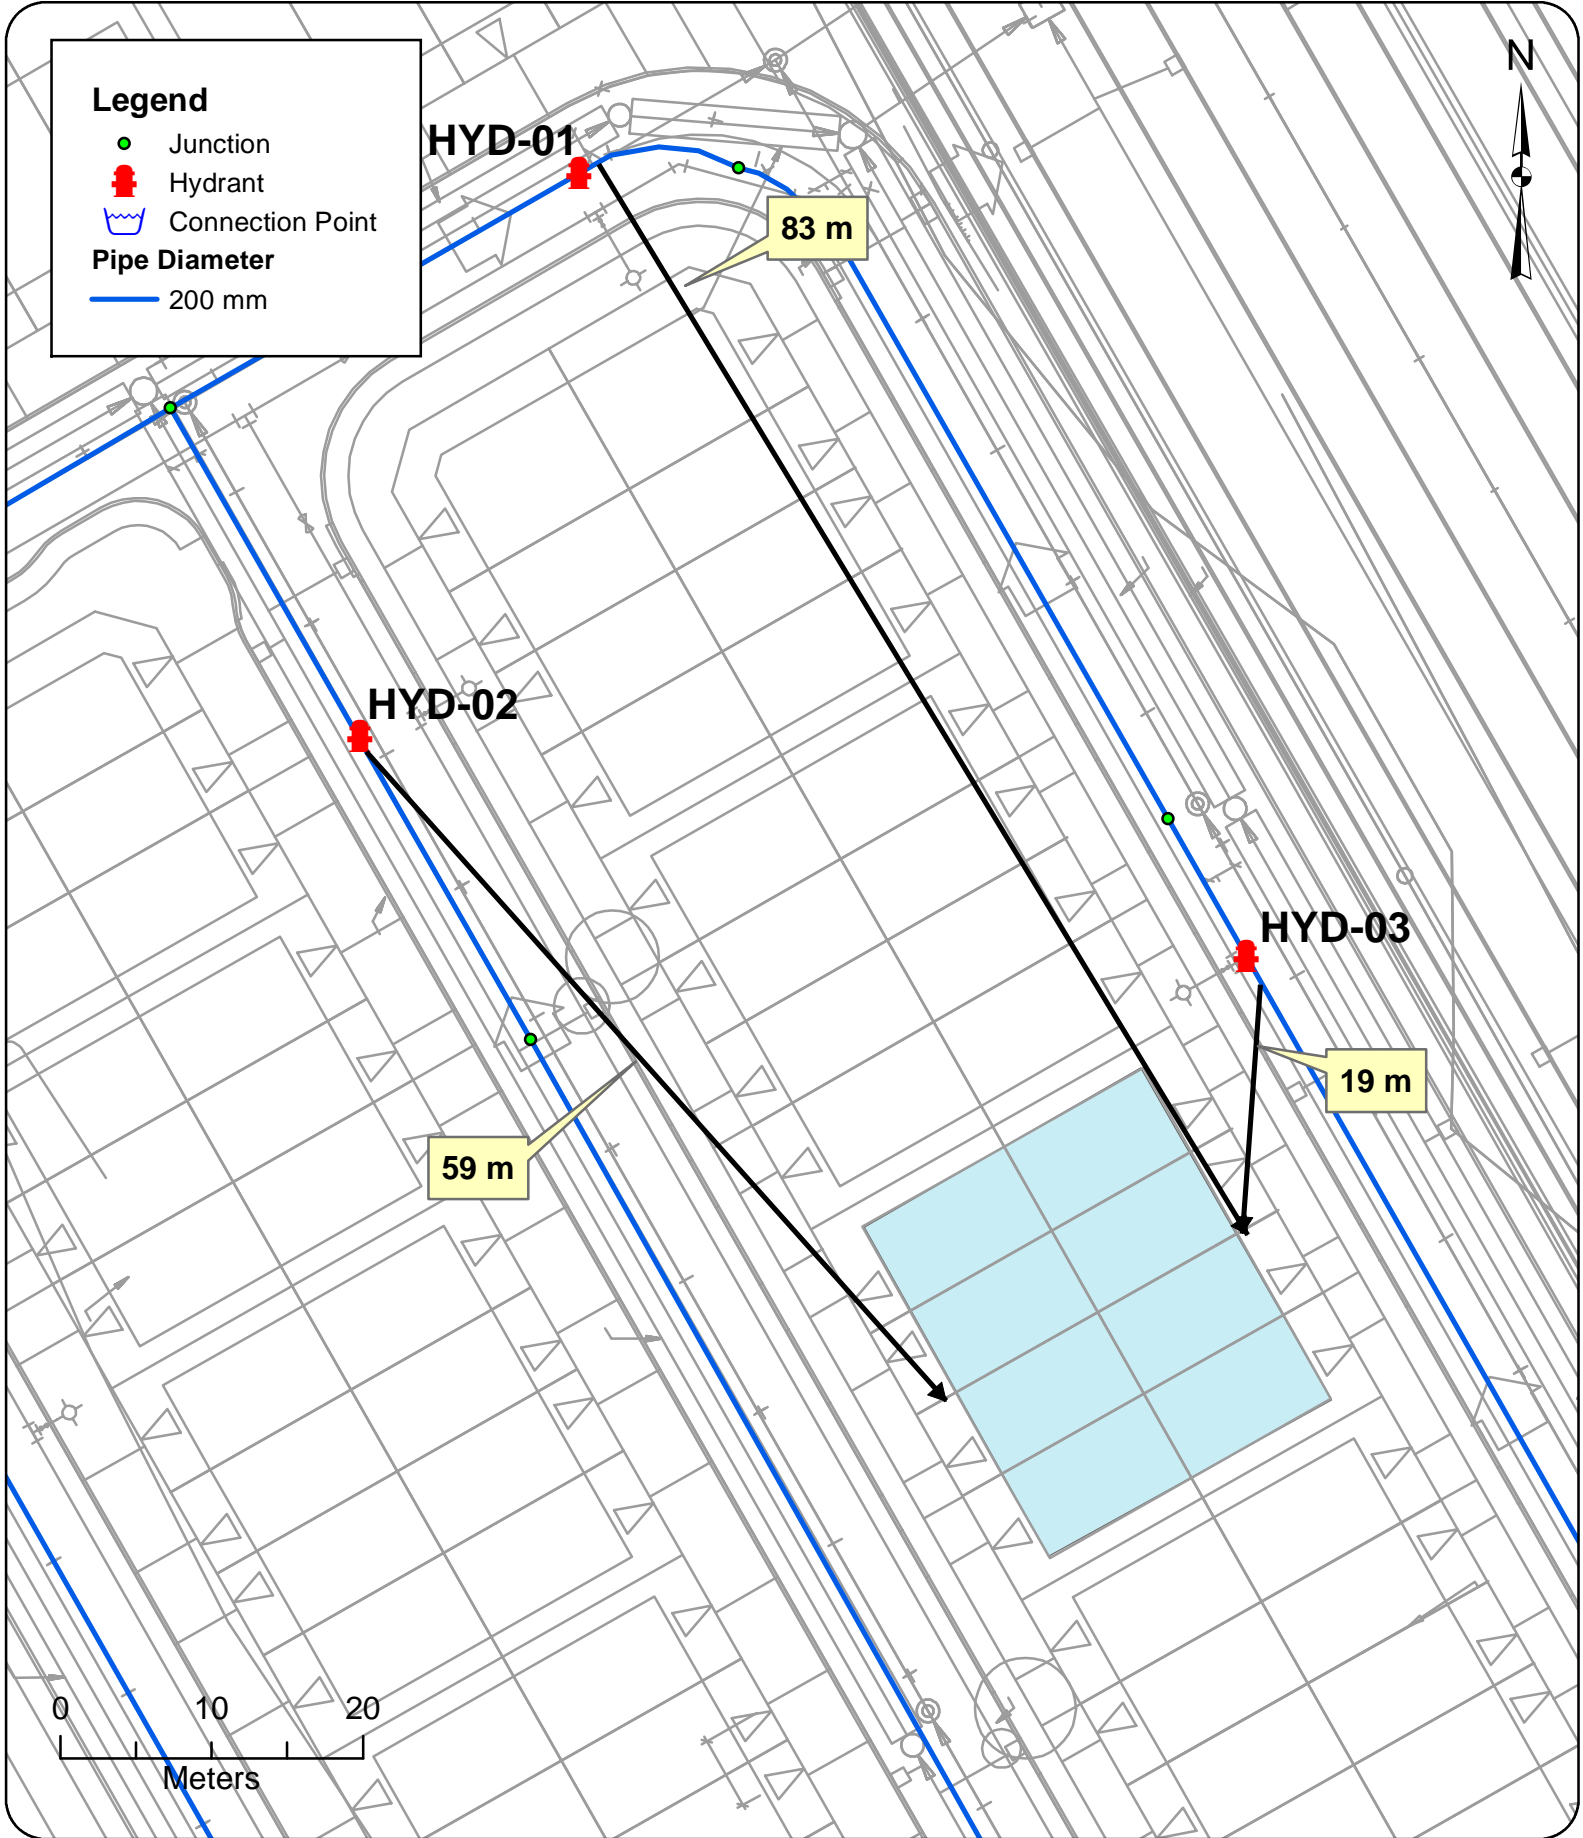 Legend
Junction
Hydrant
Connection Point
Pipe Diameter
200 mm
HYD-01
N
83 m
HYD-02
HYD-03
19 m
59 m
0 10 20
Meters